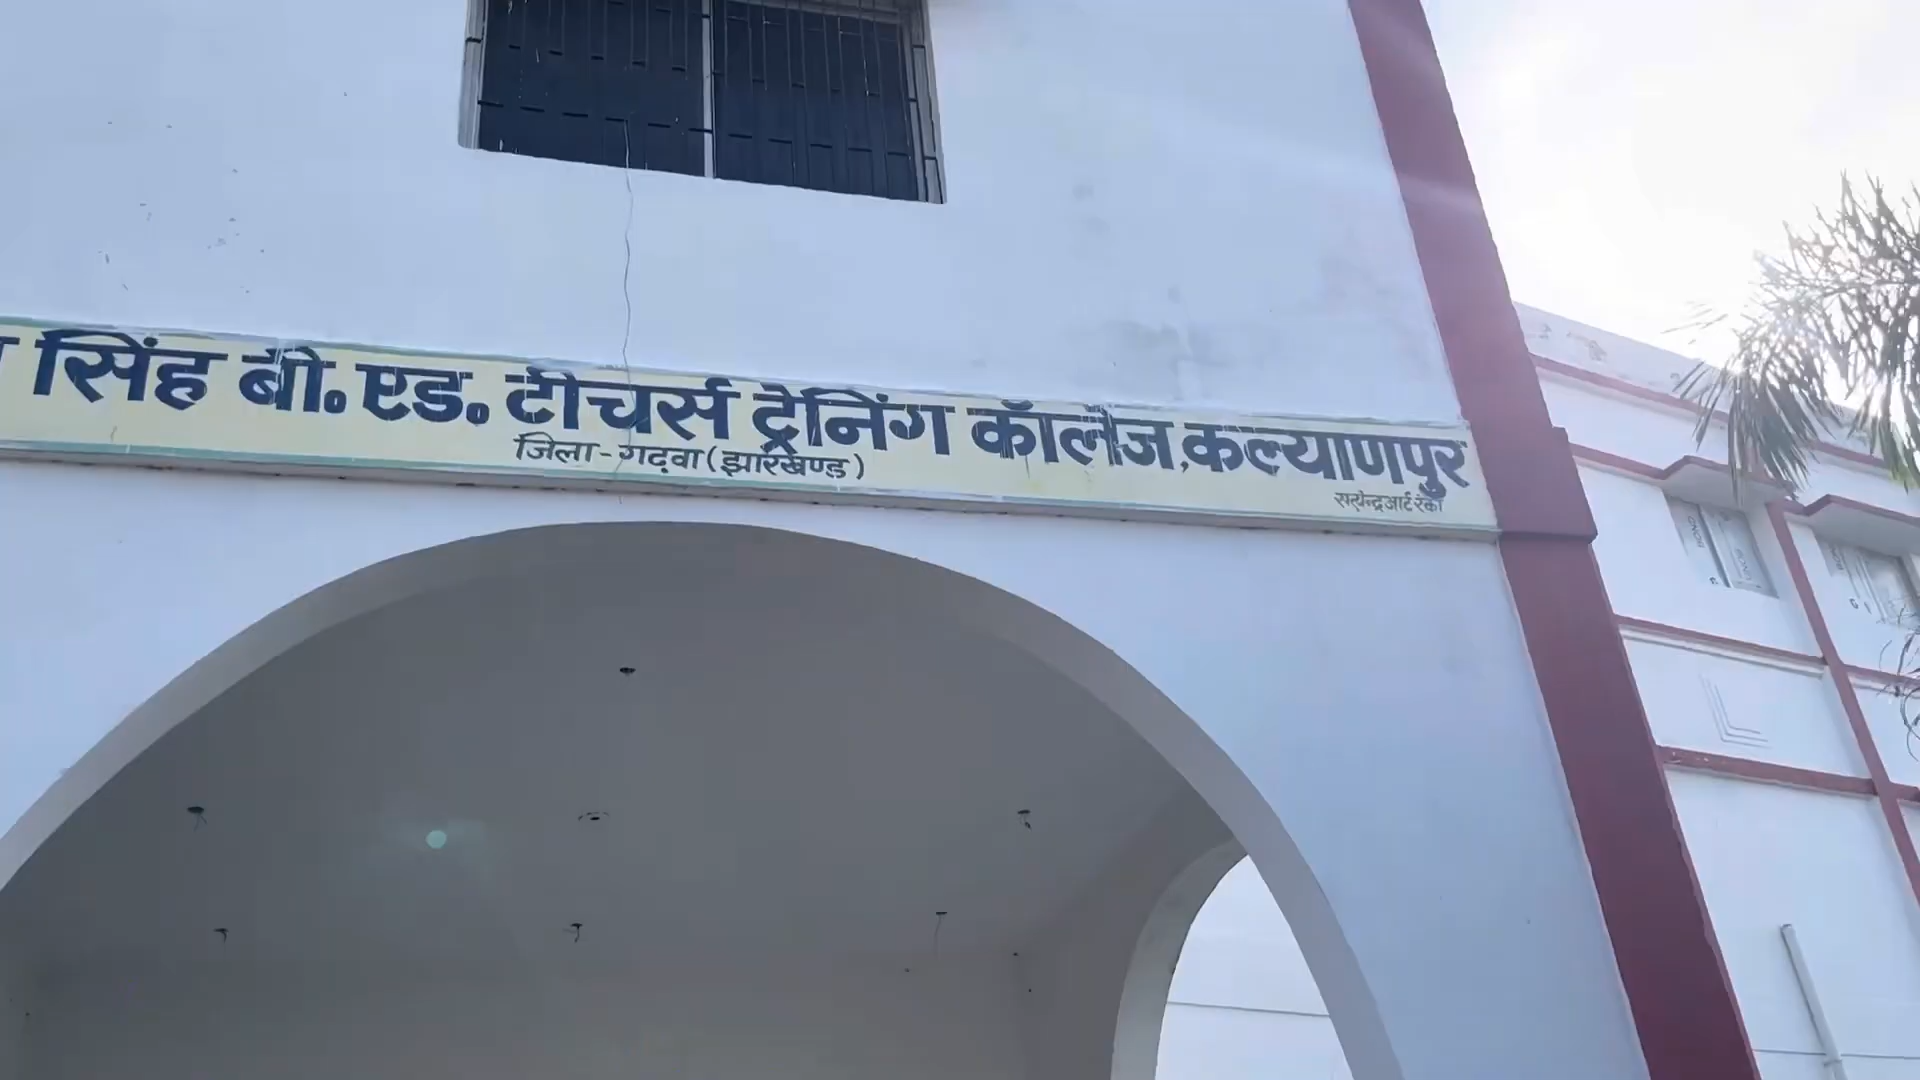 सिंह बी॰ एड॰ टीचर्स ट्रेनिंग कॉलेज, कल्याणपुर
जिला - गढ़वा (झारखण्ड)
सत्येन्द्र आर्ट रंका